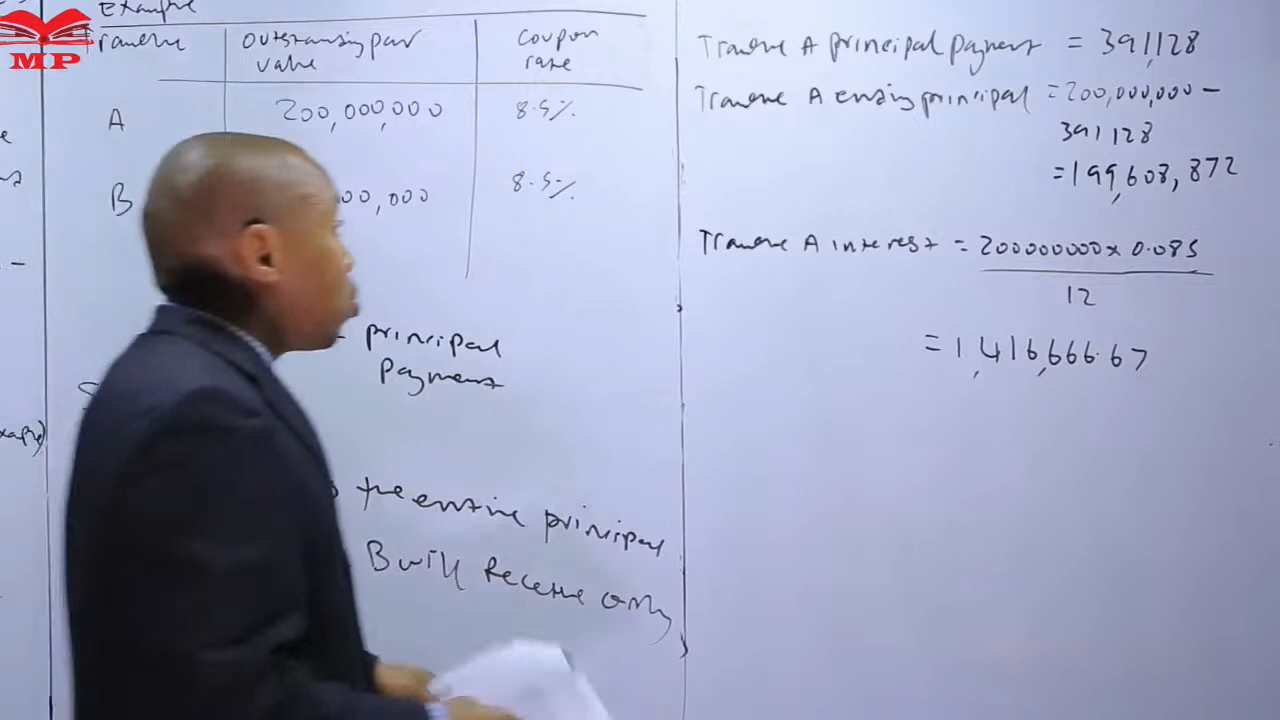 Example
Tranche
Outstanding par
value
Coupon
rate
A
200,000,000
8.5%
B
00,000
8.5%
- principal
payment
the entire principal
B will receive only
Tranche A principal payment = 391,128
Tranche A ending principal = 200,000,000 -
391128
= 199,608,872
Tranche A interest = 200000000 x 0.085
12
= 1,416,666.67
MP